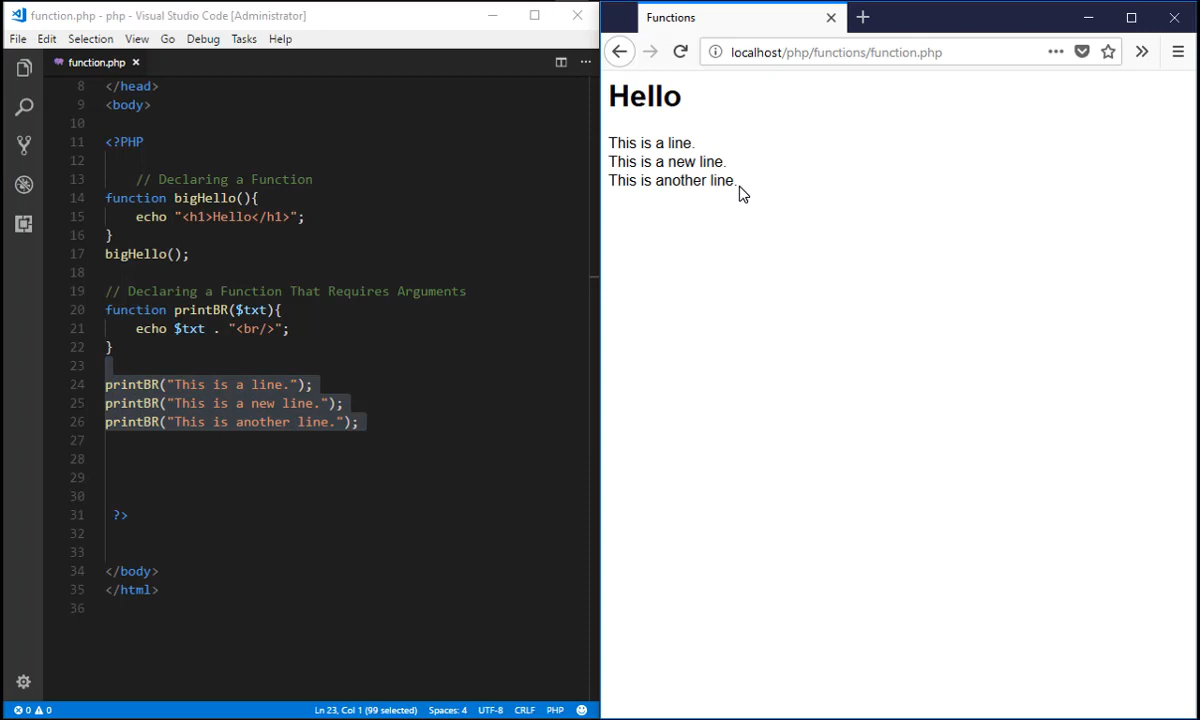 function.php - php - Visual Studio Code [Administrator]
File Edit Selection View Go Debug Tasks Help
function.php
8 </head>
9 <body>
10
11 <?PHP
12
13 // Declaring a Function
14 function bigHello(){
15 echo "<h1>Hello</h1>";
16 }
17 bigHello();
18
19 // Declaring a Function That Requires Arguments
20 function printBR($txt){
21 echo $txt . "<br/>";
22 }
23
24 printBR("This is a line.");
25 printBR("This is a new line.");
26 printBR("This is another line.");
27
28
29
30
31 ?>
32
33
34 </body>
35 </html>
36
0 0 Ln 23, Col 1 (99 selected) Spaces: 4 UTF-8 CRLF PHP
Functions
localhost/php/functions/function.php
Hello
This is a line.
This is a new line.
This is another line.